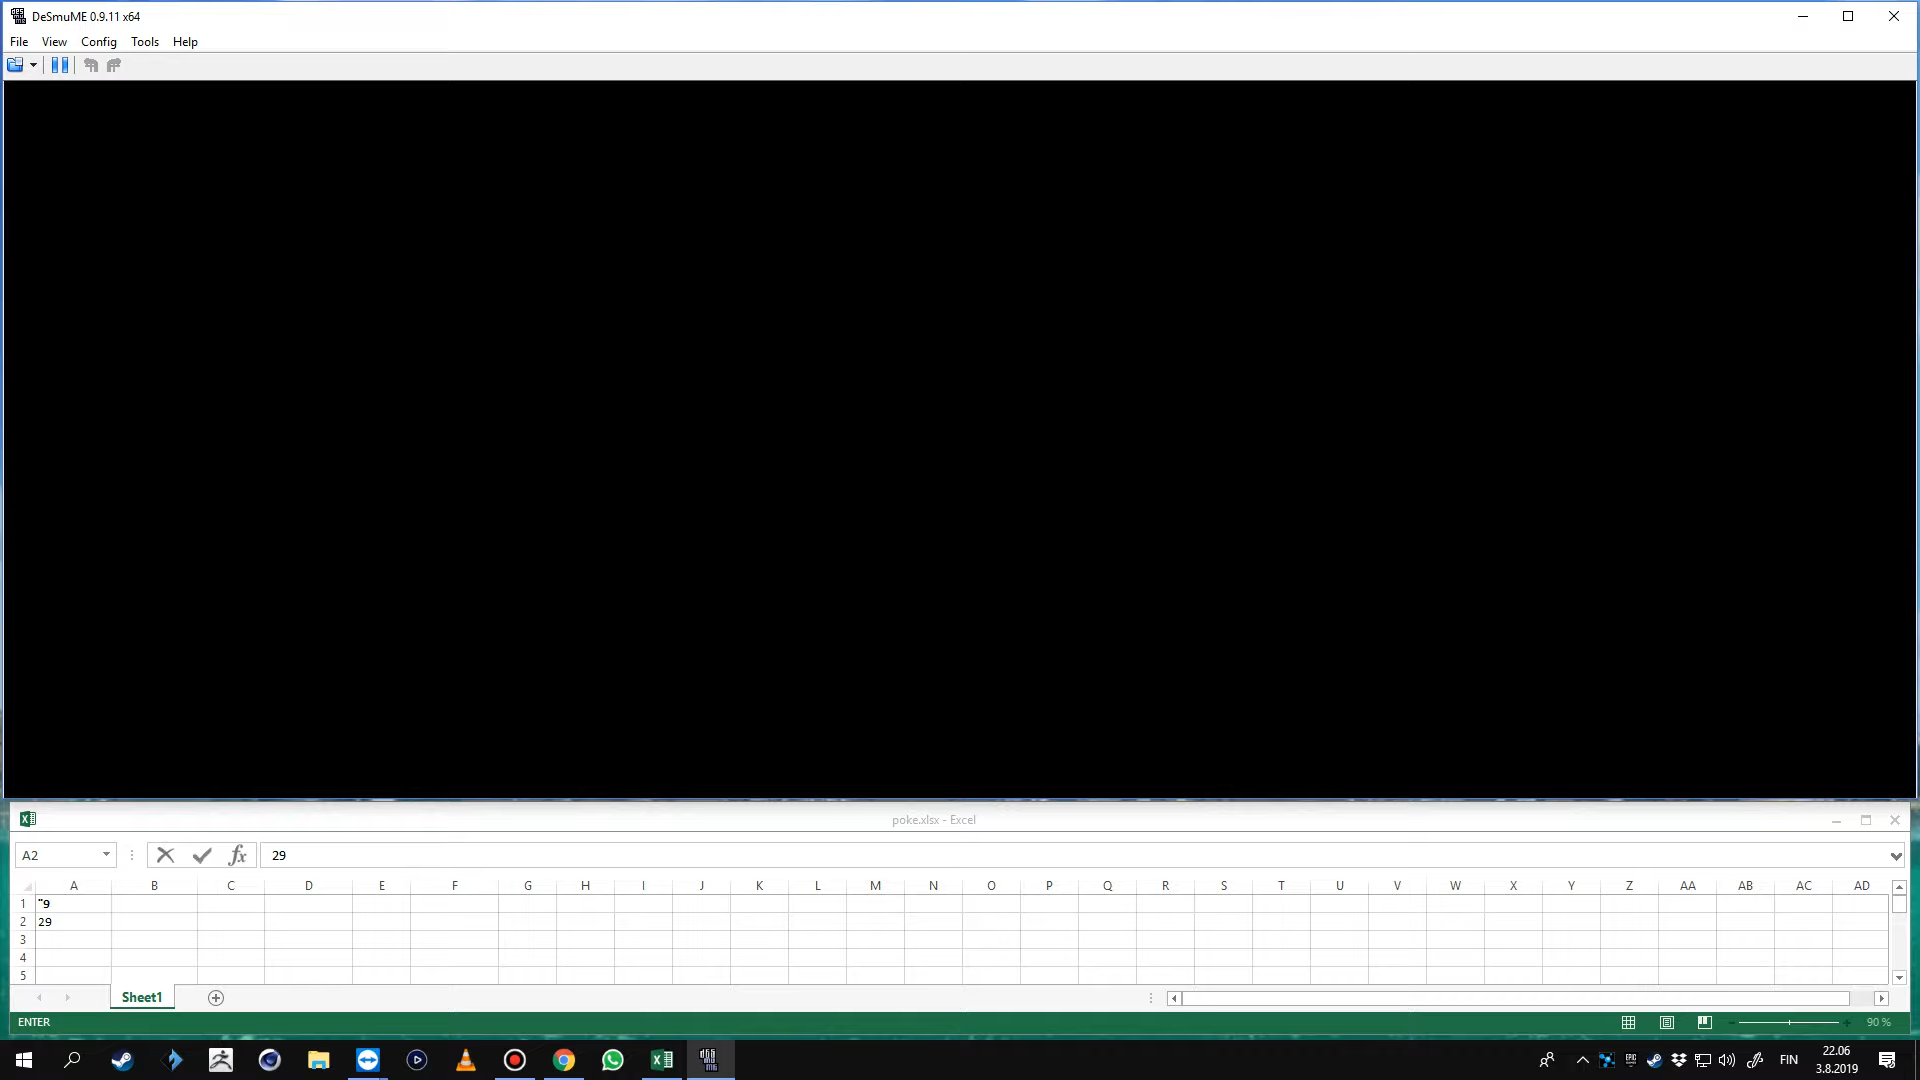 DeSmuME 0.9.11 x64
File View Config Tools Help
poke.xlsx - Excel
A2 fx 29
A B C D E F G H I J K L M N O P Q R S T U V W X Y Z AA AB AC AD
1 "9
2 29
3
4
5
Sheet1
ENTER 90 %
FIN 22.06
3.8.2019